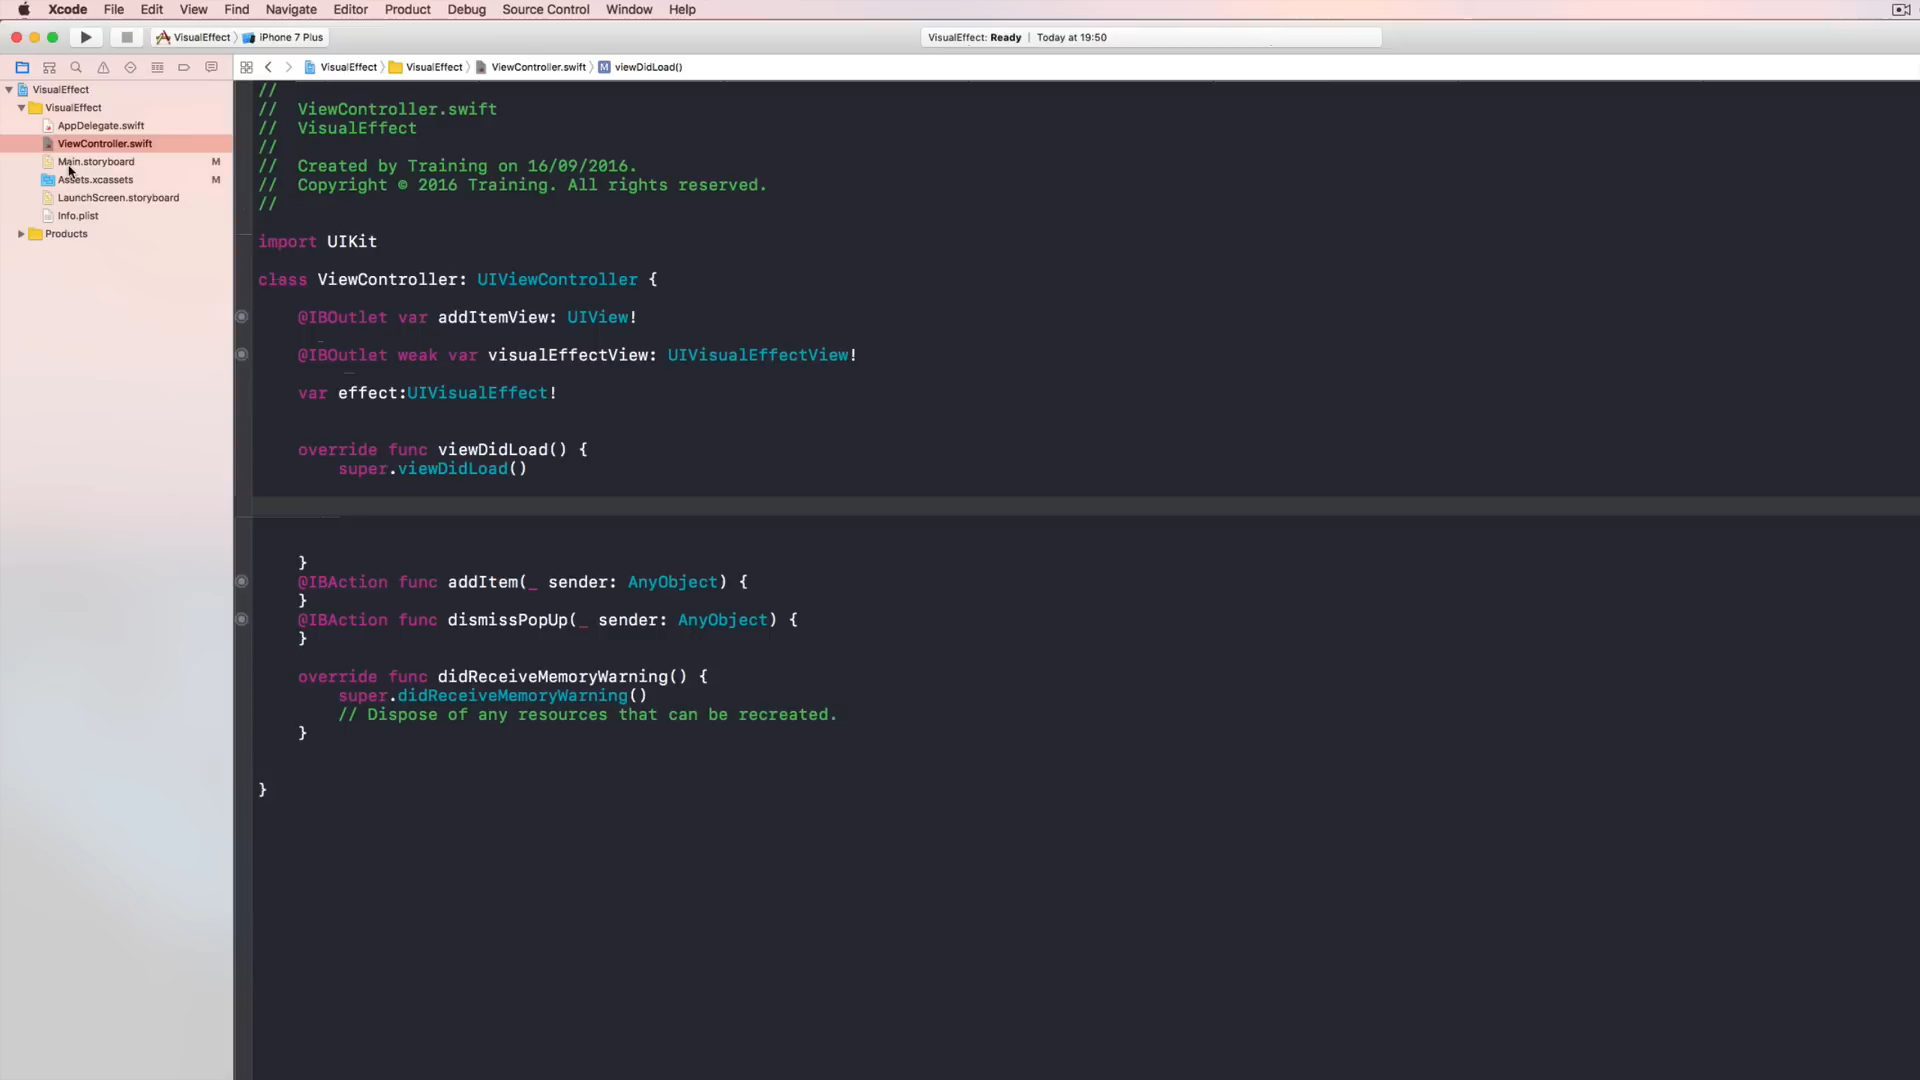 Xcode File Edit View Find Navigate Editor Product Debug Source Control Window Help
VisualEffect iPhone 7 Plus
VisualEffect: Ready | Today at 19:50
VisualEffect VisualEffect ViewController.swift M viewDidLoad()
VisualEffect
VisualEffect
AppDelegate.swift
ViewController.swift
Main.storyboard M
Assets.xcassets M
LaunchScreen.storyboard
Info.plist
Products
//
// ViewController.swift
// VisualEffect
//
// Created by Training on 16/09/2016.
// Copyright © 2016 Training. All rights reserved.
//
import UIKit
class ViewController: UIViewController {
@IBOutlet var addItemView: UIView!
@IBOutlet weak var visualEffectView: UIVisualEffectView!
var effect:UIVisualEffect!
override func viewDidLoad() {
super.viewDidLoad()
}
@IBAction func addItem(_ sender: AnyObject) {
}
@IBAction func dismissPopUp(_ sender: AnyObject) {
}
override func didReceiveMemoryWarning() {
super.didReceiveMemoryWarning()
// Dispose of any resources that can be recreated.
}
}